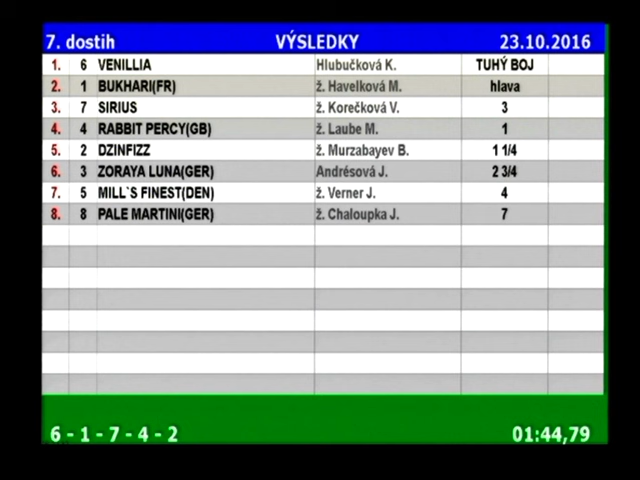 7. dostih VÝSLEDKY 23.10.2016
1. 6 VENILLIA Hlubučková K. TUHÝ BOJ
2. 1 BUKHARI(FR) ž. Havelková M. hlava
3. 7 SIRIUS ž. Korečková V. 3
4. 4 RABBIT PERCY(GB) ž. Laube M. 1
5. 2 DZINFIZZ ž. Murzabayev B. 1 1/4
6. 3 ZORAYA LUNA(GER) Andrésová J. 2 3/4
7. 5 MILL`S FINEST(DEN) ž. Verner J. 4
8. 8 PALE MARTINI(GER) ž. Chaloupka J. 7
6 - 1 - 7 - 4 - 2 01:44,79